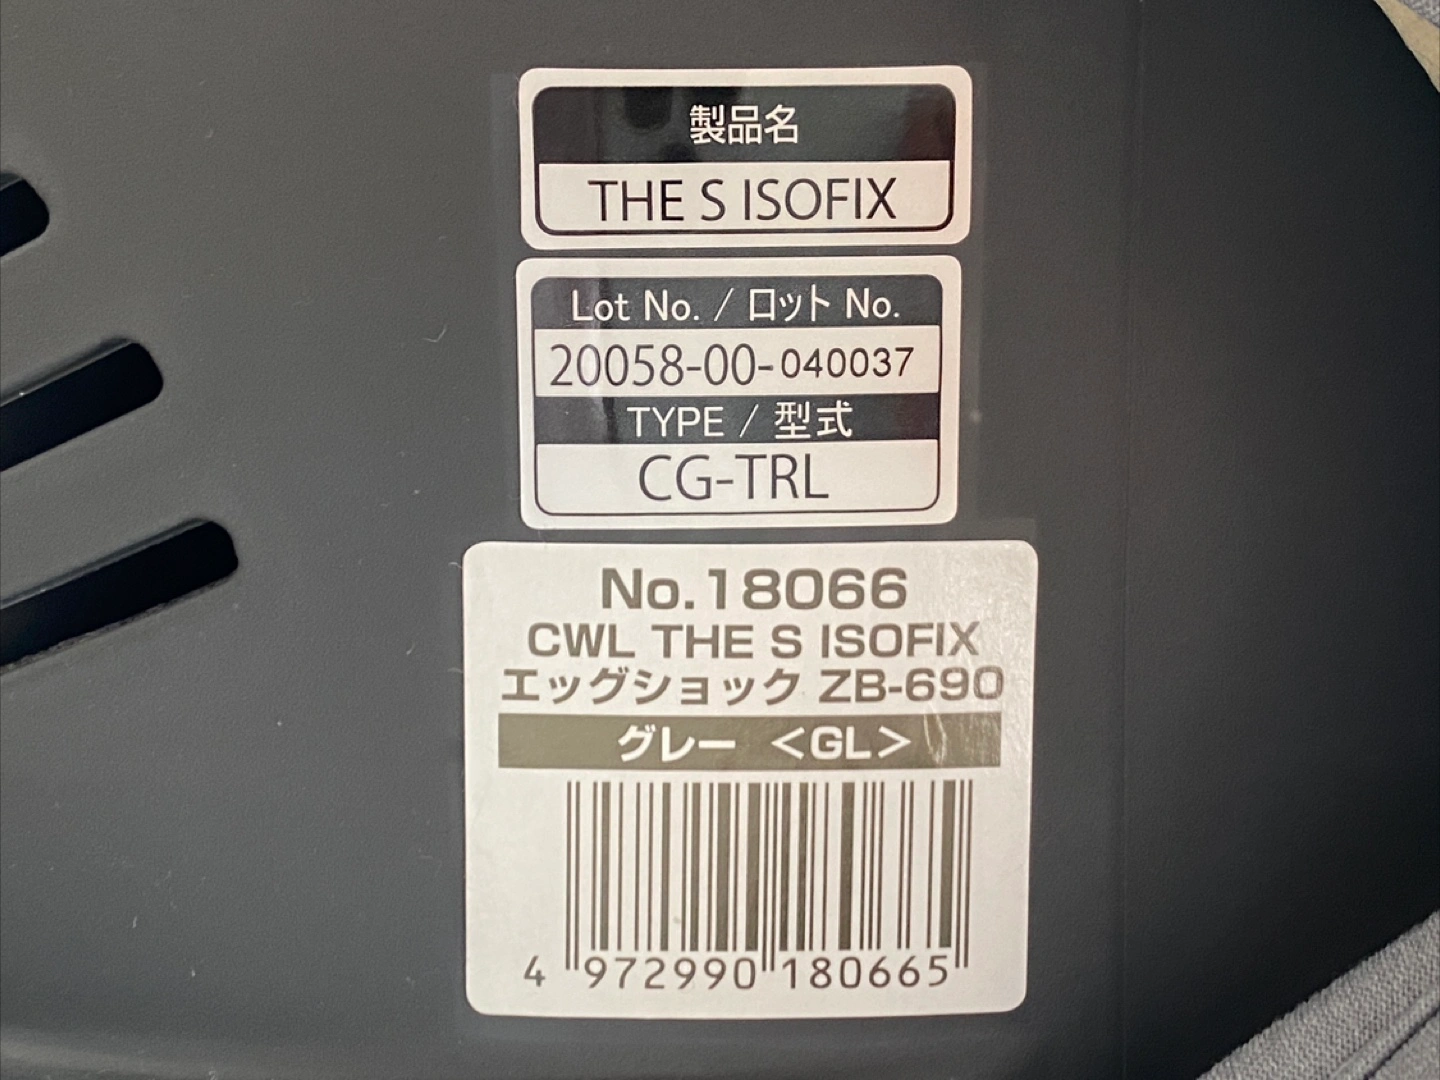 製品名
THE S ISOFIX
Lot No. / ロット No.
20058-00-040037
TYPE / 型式
CG-TRL
No.18066
CWL THE S ISOFIX
エッグショック ZB-690
グレー <GL>
4 972990 180665